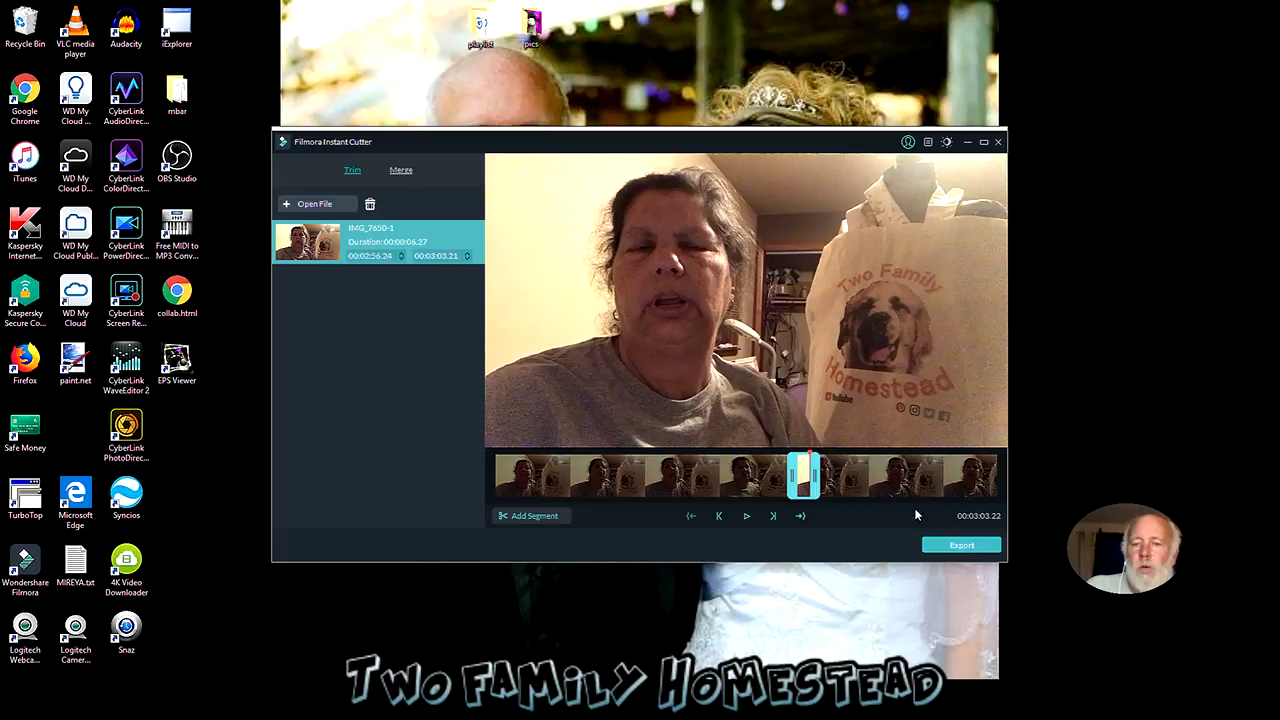 Recycle Bin
VLC media
player
Audacity
iExplorer
Google
Chrome
WD My
Cloud ...
CyberLink
AudioDirec...
mbar
iTunes
WD My
Cloud D...
CyberLink
ColorDirect...
OBS Studio
Kaspersky
Internet...
WD My
Cloud Publ...
CyberLink
PowerDirec...
Free MIDI to
MP3 Conv...
Kaspersky
Secure Co...
WD My
Cloud
CyberLink
Screen Re...
collab.html
Firefox
paint.net
CyberLink
WaveEditor 2
EPS Viewer
Safe Money
CyberLink
PhotoDirec...
TurboTop
Microsoft
Edge
Syncios
Wondershare
Filmora
MIREYA.txt
4K Video
Downloader
Logitech
Webca...
Logitech
Camer...
Snaz
playlist
pics
Filmora Instant Cutter
Trim
Merge
+ Open File
IMG_7650-1
Duration:00:00:06.27
00:02:56.24
00:03:03.21
Two Family
Homestead
YouTube
Add Segment
00:03:03.22
Export
Two Family Homestead